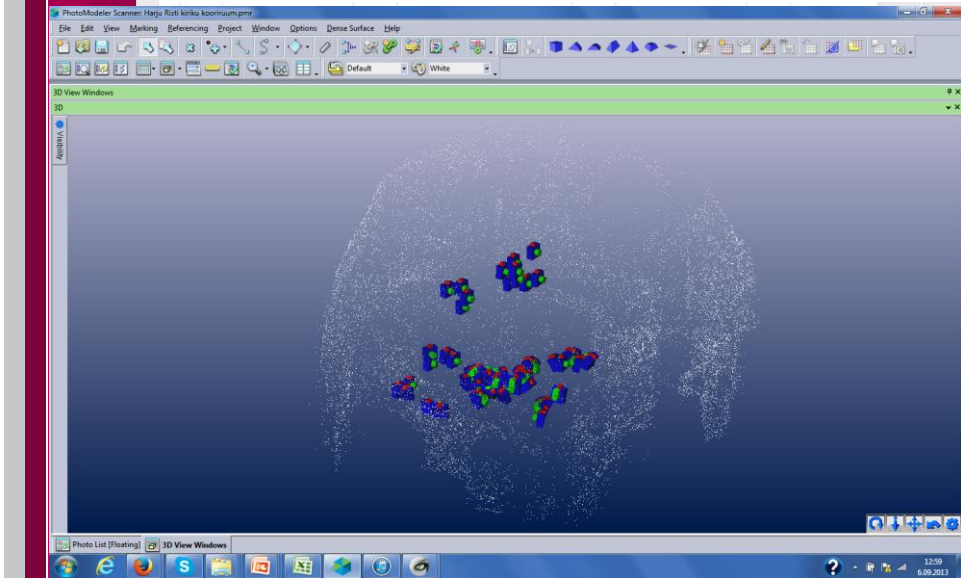 PhotoModeler Scanner: Harju Risti kiriku kooriruum.pmr
File Edit View Marking Referencing Project Window Options Dense Surface Help
Default White
3D View Windows
3D
Visibility
Photo List [Floating] 3D View Windows
12:59
6.09.2013